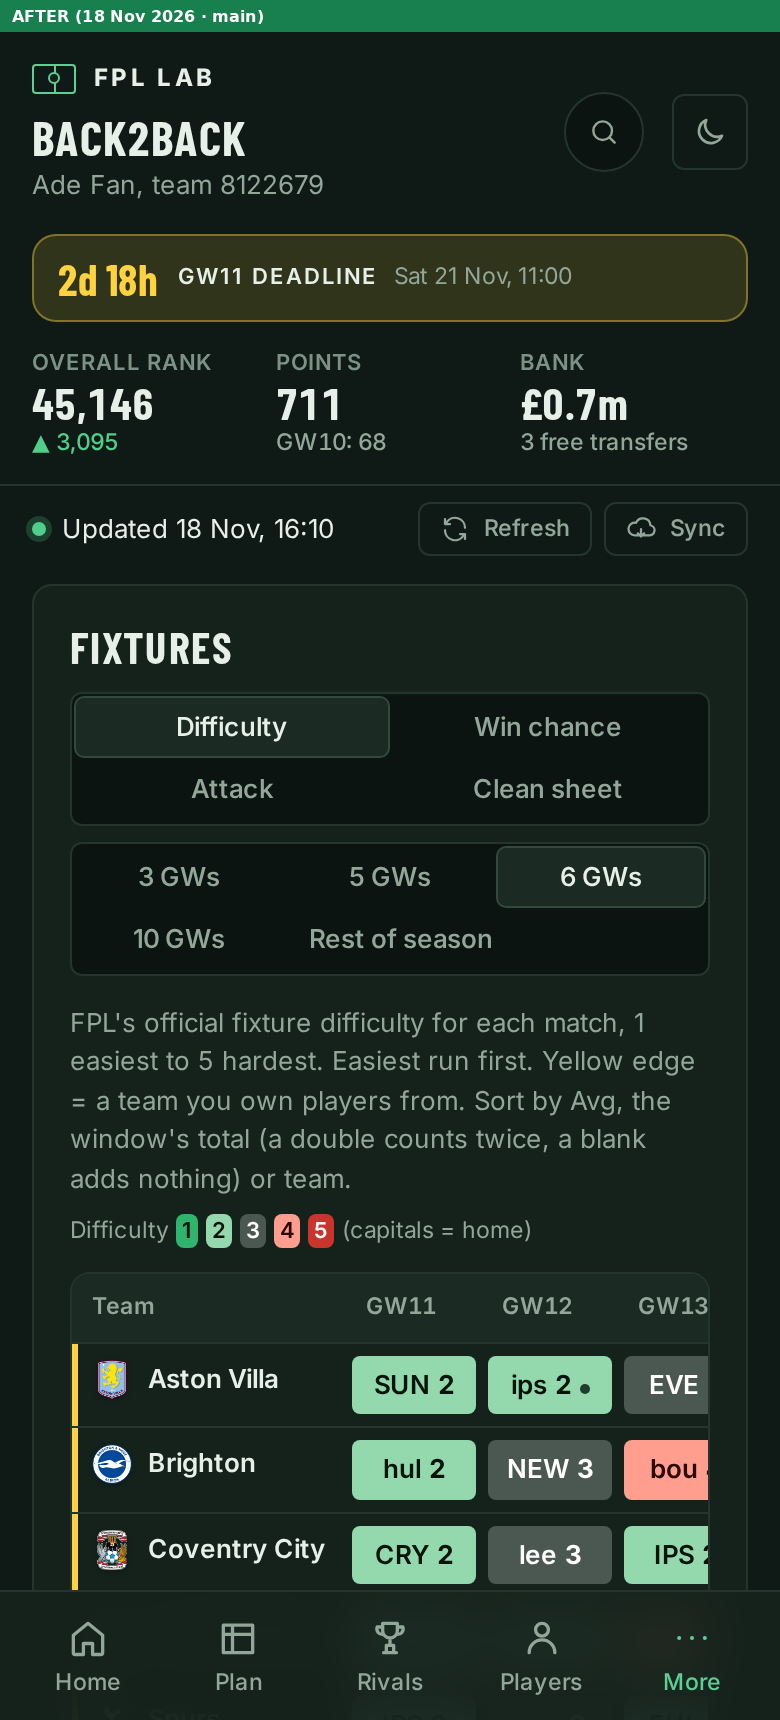 AFTER (18 Nov 2026 · main)
FPL LAB
BACK2BACK
Ade Fan, team 8122679
2d 18h GW11 DEADLINE Sat 21 Nov, 11:00
OVERALL RANK POINTS BANK
45,146 711 £0.7m
▲ 3,095 GW10: 68 3 free transfers
Updated 18 Nov, 16:10 Refresh Sync
FIXTURES
Difficulty Win chance
Attack Clean sheet
3 GWs 5 GWs 6 GWs
10 GWs Rest of season
FPL's official fixture difficulty for each match, 1
easiest to 5 hardest. Easiest run first. Yellow edge
= a team you own players from. Sort by Avg, the
window's total (a double counts twice, a blank
adds nothing) or team.
Difficulty 1 2 3 4 5 (capitals = home)
Team GW11 GW12 GW13
Aston Villa SUN 2 ips 2 EVE
Brighton hul 2 NEW 3 bou
Coventry City CRY 2 lee 3 IPS 2
Home Plan Rivals Players More